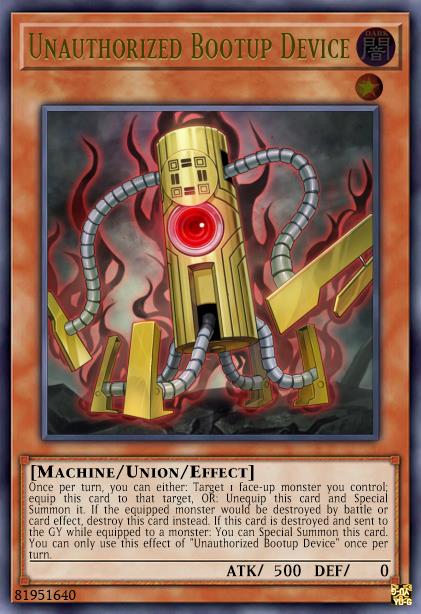 Unauthorized Bootup Device
DARK
闇
[Machine/Union/Effect]
Once per turn, you can either: Target 1 face-up monster you control;
equip this card to that target, OR: Unequip this card and Special
Summon it. If the equipped monster would be destroyed by battle or
card effect, destroy this card instead. If this card is destroyed and sent to
the GY while equipped to a monster: You can Special Summon this card.
You can only use this effect of "Unauthorized Bootup Device" once per
turn.
ATK/ 500 DEF/ 0
81951640